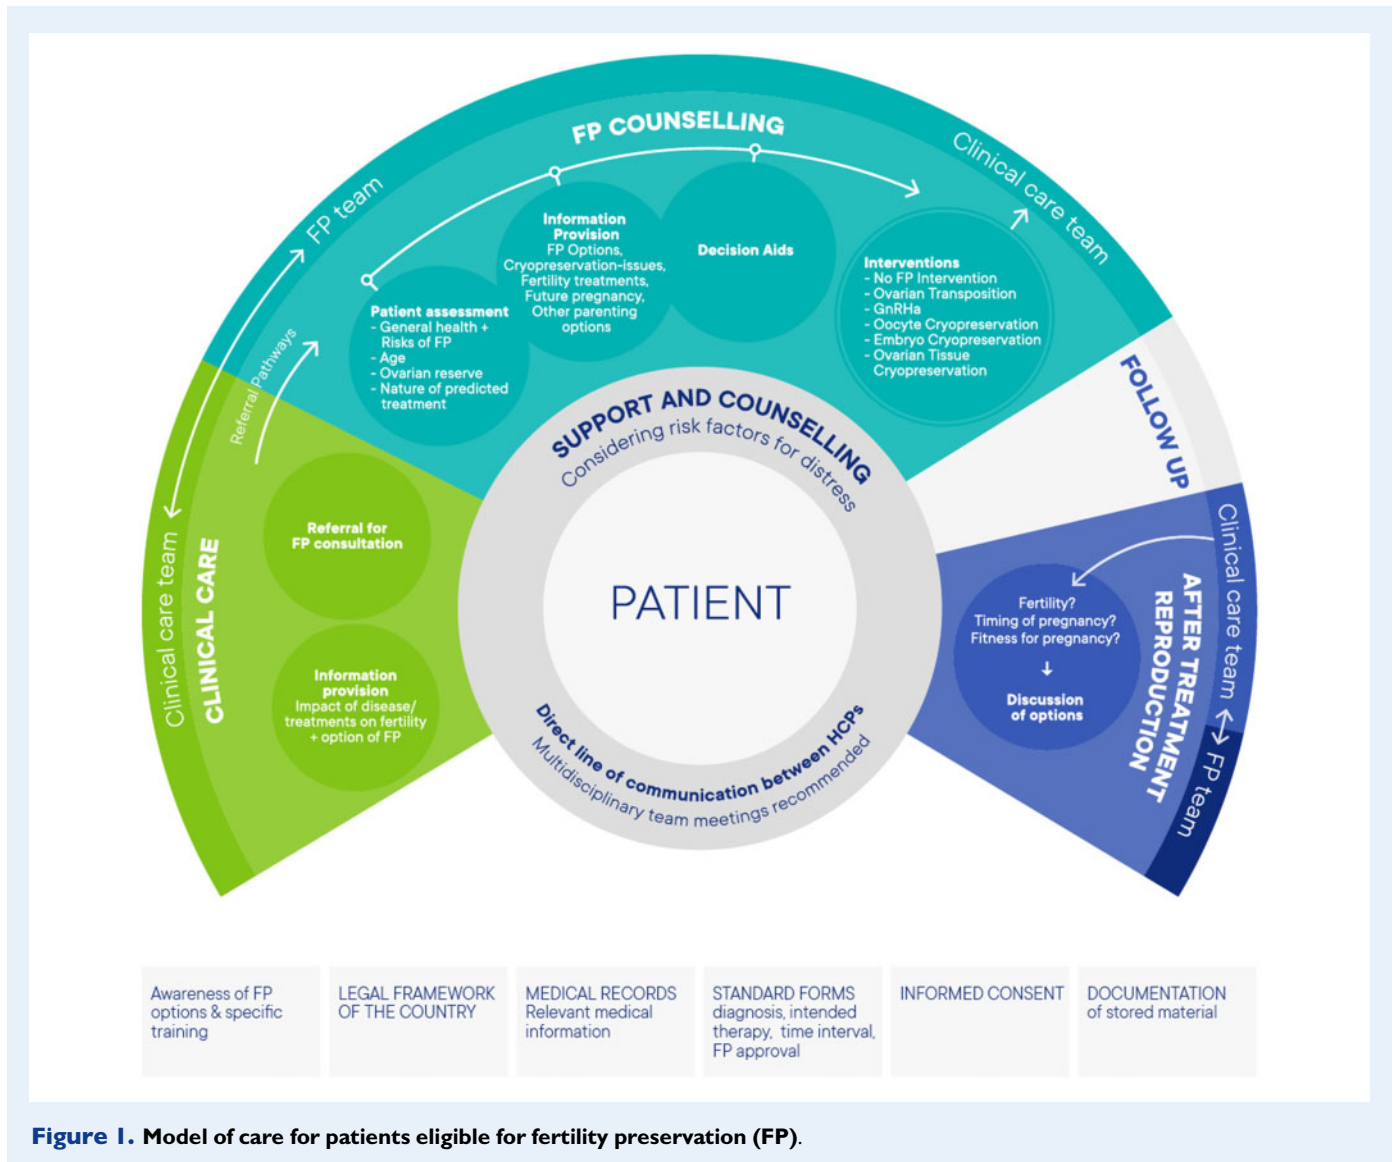 FP COUNSELLING
FP team
Clinical care team
Referral Pathways
Patient assessment
- General health +
Risks of FP
- Age
- Ovarian reserve
- Nature of predicted
treatment
Information
Provision
FP Options,
Cryopreservation-issues,
Fertility treatments,
Future pregnancy,
Other parenting
options
Decision Aids
Interventions
- No FP Intervention
- Ovarian Transposition
- GnRHa
- Oocyte Cryopreservation
- Embryo Cryopreservation
- Ovarian Tissue
Cryopreservation
FOLLOW UP
Clinical care team
CLINICAL CARE
Referral for
FP consultation
Information
provision
Impact of disease/
treatments on fertility
+ option of FP
SUPPORT AND COUNSELLING
Considering risk factors for distress
PATIENT
Direct line of communication between HCPs
Multidisciplinary team meetings recommended
Clinical care team
FP team
AFTER TREATMENT
REPRODUCTION
Fertility?
Timing of pregnancy?
Fitness for pregnancy?
Discussion
of options
Awareness of FP
options & specific
training
LEGAL FRAMEWORK
OF THE COUNTRY
MEDICAL RECORDS
Relevant medical
information
STANDARD FORMS
diagnosis, intended
therapy, time interval,
FP approval
INFORMED CONSENT
DOCUMENTATION
of stored material
Figure 1. Model of care for patients eligible for fertility preservation (FP).